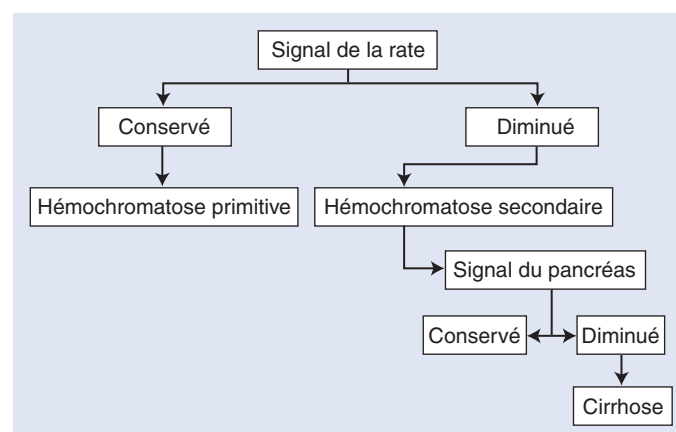 Signal de la rate
Conservé
Diminué
Hémochromatose primitive
Hémochromatose secondaire
Signal du pancréas
Conservé
Diminué
Cirrhose